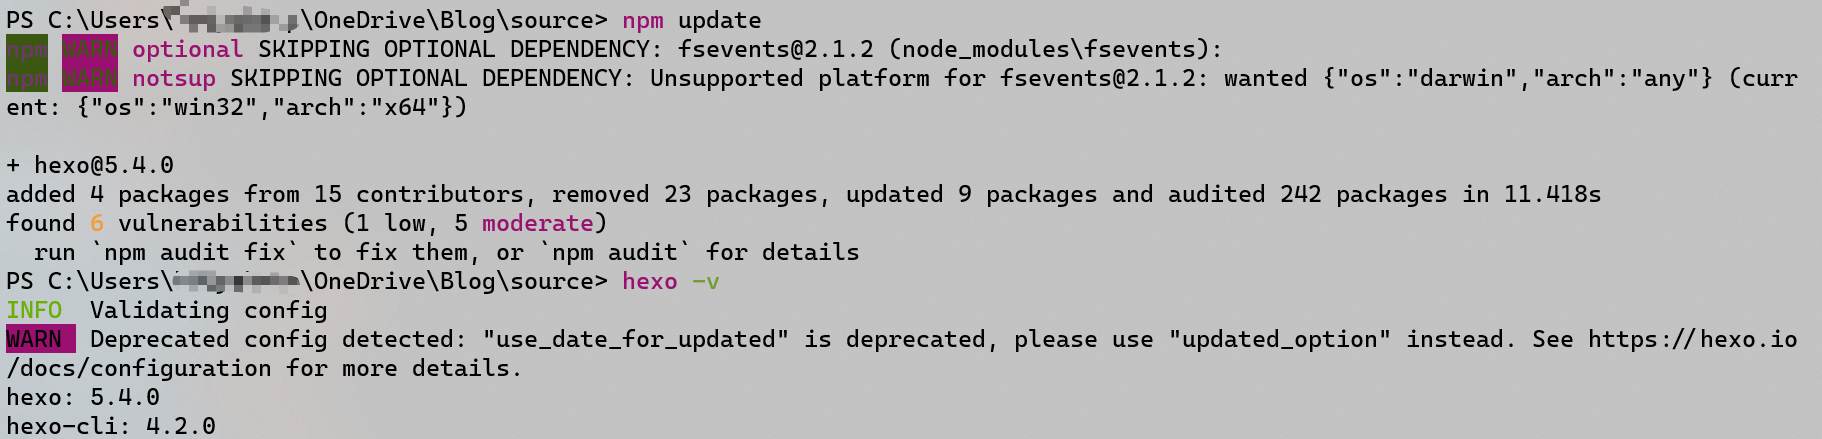 PS C:\Users\ \OneDrive\Blog\source> npm update
npm WARN optional SKIPPING OPTIONAL DEPENDENCY: fsevents@2.1.2 (node_modules\fsevents):
npm WARN notsup SKIPPING OPTIONAL DEPENDENCY: Unsupported platform for fsevents@2.1.2: wanted {"os":"darwin","arch":"any"} (curr
ent: {"os":"win32","arch":"x64"})
+ hexo@5.4.0
added 4 packages from 15 contributors, removed 23 packages, updated 9 packages and audited 242 packages in 11.418s
found 6 vulnerabilities (1 low, 5 moderate)
run `npm audit fix` to fix them, or `npm audit` for details
PS C:\Users\ \OneDrive\Blog\source> hexo -v
INFO Validating config
WARN Deprecated config detected: "use_date_for_updated" is deprecated, please use "updated_option" instead. See https://hexo.io
/docs/configuration for more details.
hexo: 5.4.0
hexo-cli: 4.2.0